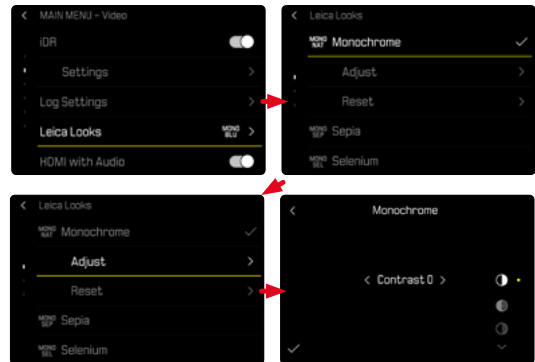 MAIN MENU – Video
iDR
Settings
Log Settings
Leica Looks MONO BLU
HDMI with Audio
Leica Looks
MONO NAT Monochrome
Adjust
Reset
MONO SEP Sepia
MONO SEL Selenium
Leica Looks
MONO NAT Monochrome
Adjust
Reset
MONO SEP Sepia
MONO SEL Selenium
Monochrome
Contrast 0